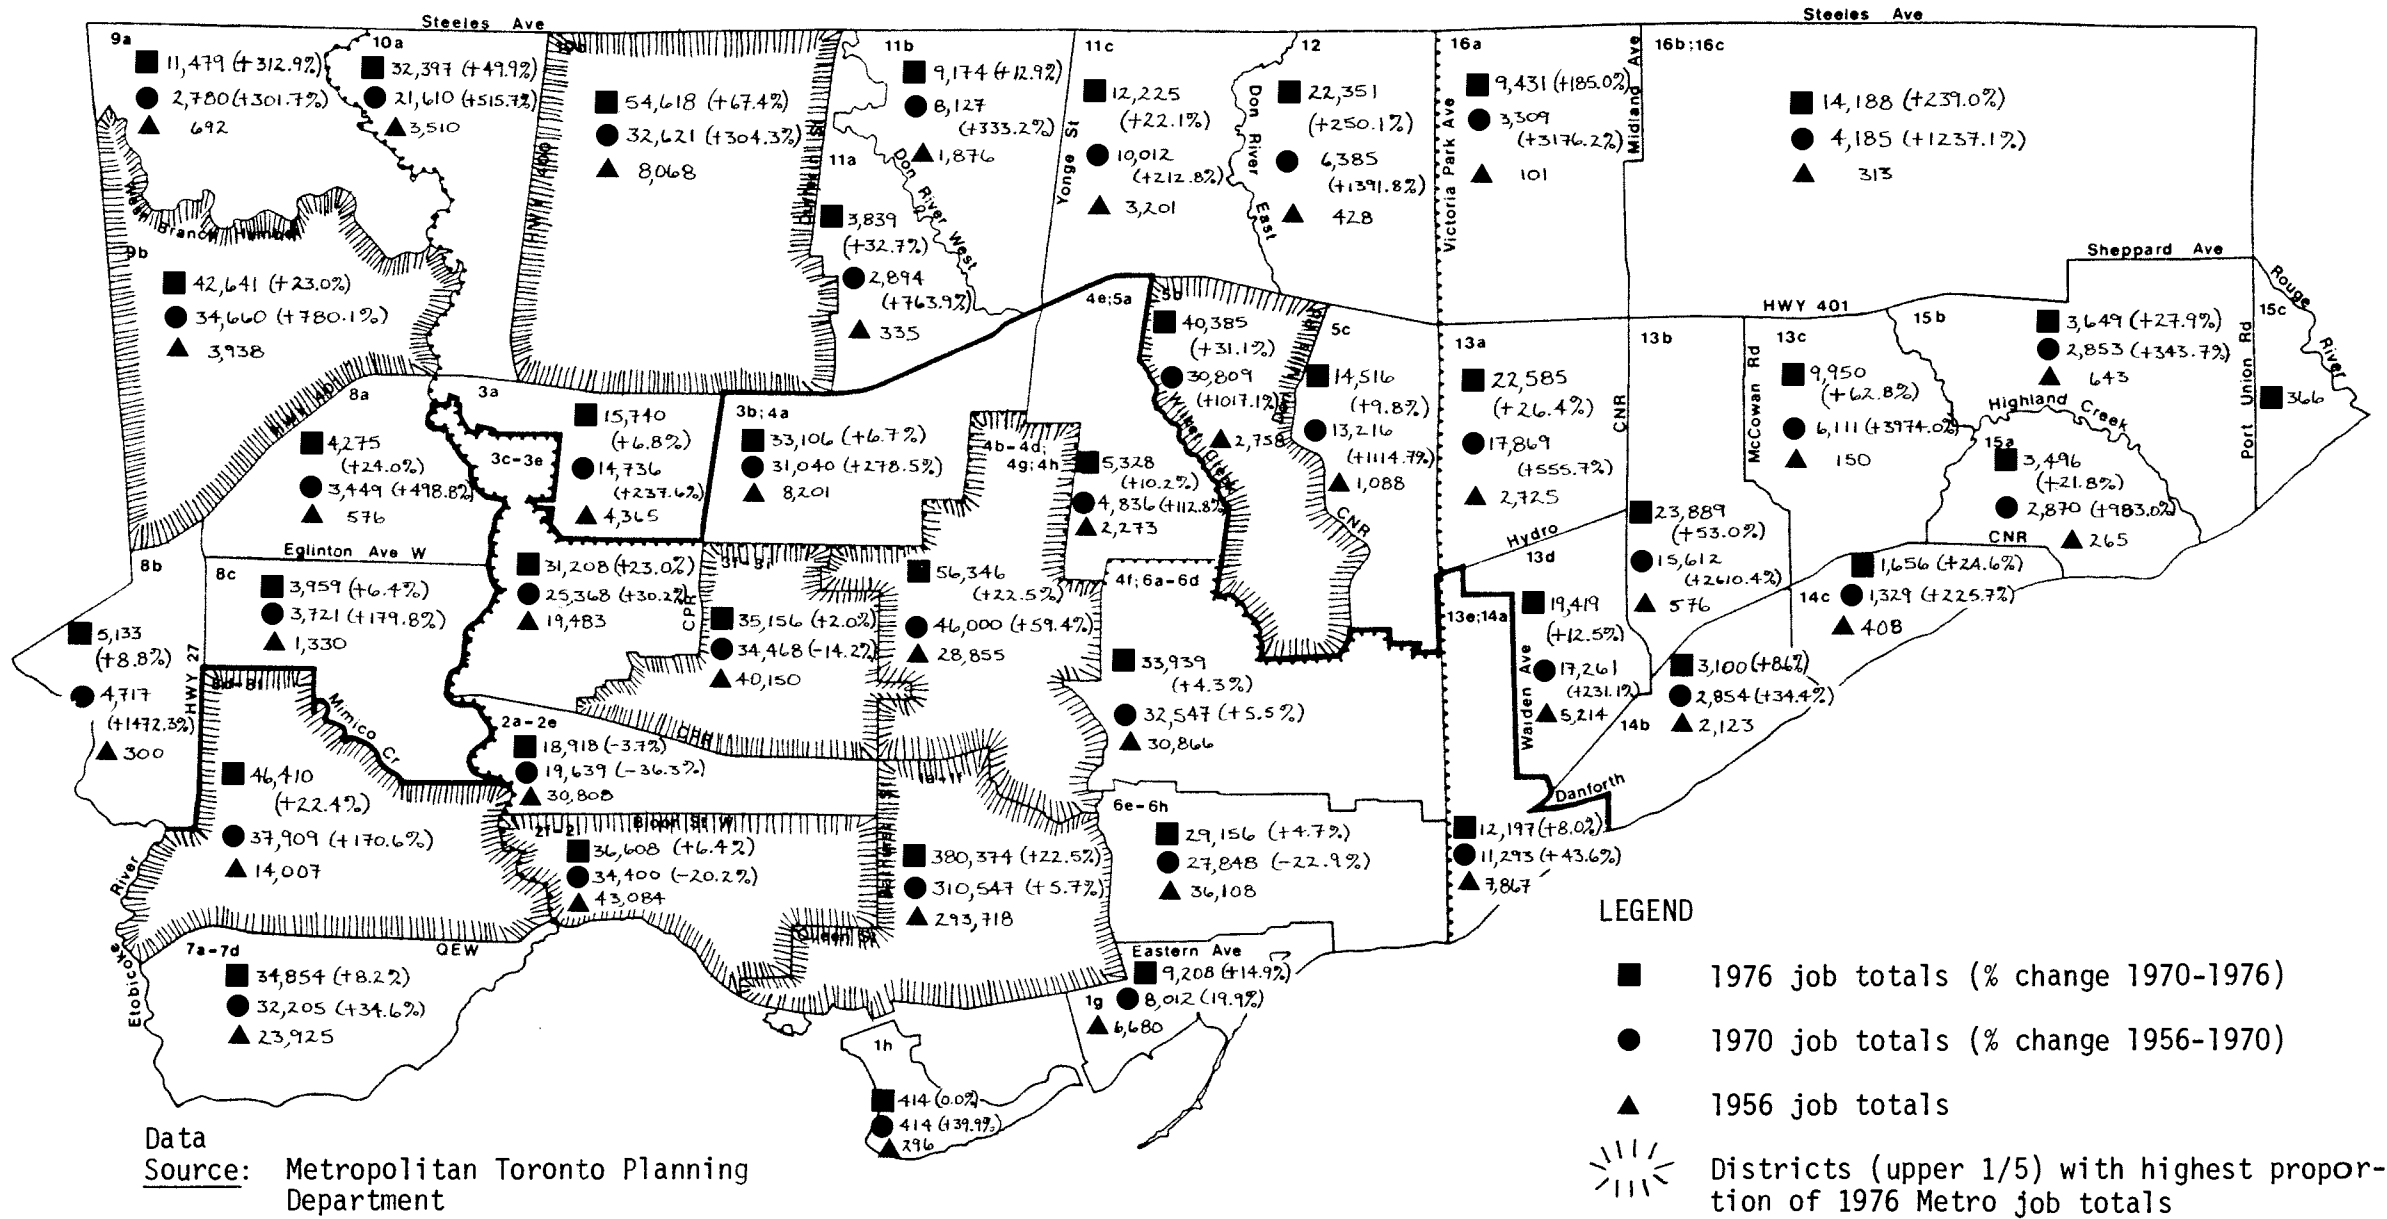 Steeles Ave
Steeles Ave
9a
11,479 (+312.9%)
2,780 (+301.7%)
692
10a
32,397 (+49.9%)
21,610 (+515.7%)
3,510
10b
54,618 (+67.4%)
32,621 (+304.3%)
8,068
HWY 400
11b
9,174 (+12.9%)
8,127
(+333.2%)
1,876
11a
3,839
(+32.7%)
2,894
(+763.9%)
335
Don River West
Yonge St
11c
12,225
(+22.1%)
10,012
(+212.8%)
3,201
Don River East
12
22,351
(+250.1%)
6,385
(+1391.8%)
428
Victoria Park Ave
16a
9,431 (+185.0%)
3,309
(+3176.2%)
101
Midland Ave
16b;16c
14,188 (+239.0%)
4,185 (+1237.1%)
313
Sheppard Ave
West Branch Humber
9b
42,641 (+23.0%)
34,660 (+780.1%)
3,938
8a
4,275
(+24.0%)
3,449 (+498.8%)
576
3a
15,740
(+6.8%)
14,736
(+237.6%)
4,365
3c-3e
3b;4a
33,106 (+6.7%)
31,040 (+278.5%)
8,201
4e;5a
5,328
(+10.2%)
4,836 (+112.8%)
2,273
4b-4d;
4g;4h
56,346
(+22.5%)
46,000 (+59.4%)
28,855
5b
40,385
(+31.1%)
30,809
(+1017.1%)
2,758
5c
14,516
(+9.8%)
13,216
(+1114.7%)
1,088
CNR
HWY 401
13a
22,585
(+26.4%)
17,869
(+555.7%)
2,725
Hydro
CNR
13b
23,889
(+53.0%)
15,612
(+2610.4%)
576
McCowan Rd
13c
9,950
(+62.8%)
6,111 (+3974.0%)
150
15b
3,649 (+27.9%)
2,853 (+343.7%)
643
Highland Creek
15a
3,496
(+21.8%)
2,870 (+983.0%)
265
CNR
Port Union Rd
15c
366
Rouge River
Eglinton Ave W
8b
5,133
(+8.8%)
4,717
(+1472.3%)
300
HWY 27
8c
3,959 (+6.4%)
3,721 (+179.8%)
1,330
31,208 (+23.0%)
25,368 (+30.2%)
19,483
CPR
35,156 (+2.0%)
34,468 (-14.2%)
40,150
4f;6a-6d
33,939
(+4.3%)
32,547 (+5.5%)
30,866
13d
19,419
(+12.5%)
17,261
(+231.1%)
5,214
Warden Ave
13e;14a
12,197 (+8.0%)
11,293 (+43.6%)
7,867
14c
1,656 (+24.6%)
1,329 (+225.7%)
408
14b
3,100 (+8.6%)
2,854 (+34.4%)
2,123
Danforth
Mimico Cr
46,410
(+22.4%)
37,909 (+170.6%)
14,007
2a-2e
18,918 (-3.7%)
19,639 (-36.3%)
30,808
CPR
Bloor St W
36,608 (+6.4%)
34,400 (-20.2%)
43,084
Queen St
380,374 (+22.5%)
310,547 (+5.7%)
293,718
6e-6h
29,156 (+4.7%)
27,848 (-22.9%)
36,108
Etobicoke River
QEW
7a-7d
34,854 (+8.2%)
32,205 (+34.6%)
23,925
Eastern Ave
1g
9,208 (+14.9%)
8,012 (19.9%)
6,680
1h
414 (0.0%)
414 (+39.9%)
296
LEGEND
1976 job totals (% change 1970-1976)
1970 job totals (% change 1956-1970)
1956 job totals
Districts (upper 1/5) with highest propor-
tion of 1976 Metro job totals
Data
Source: Metropolitan Toronto Planning
Department